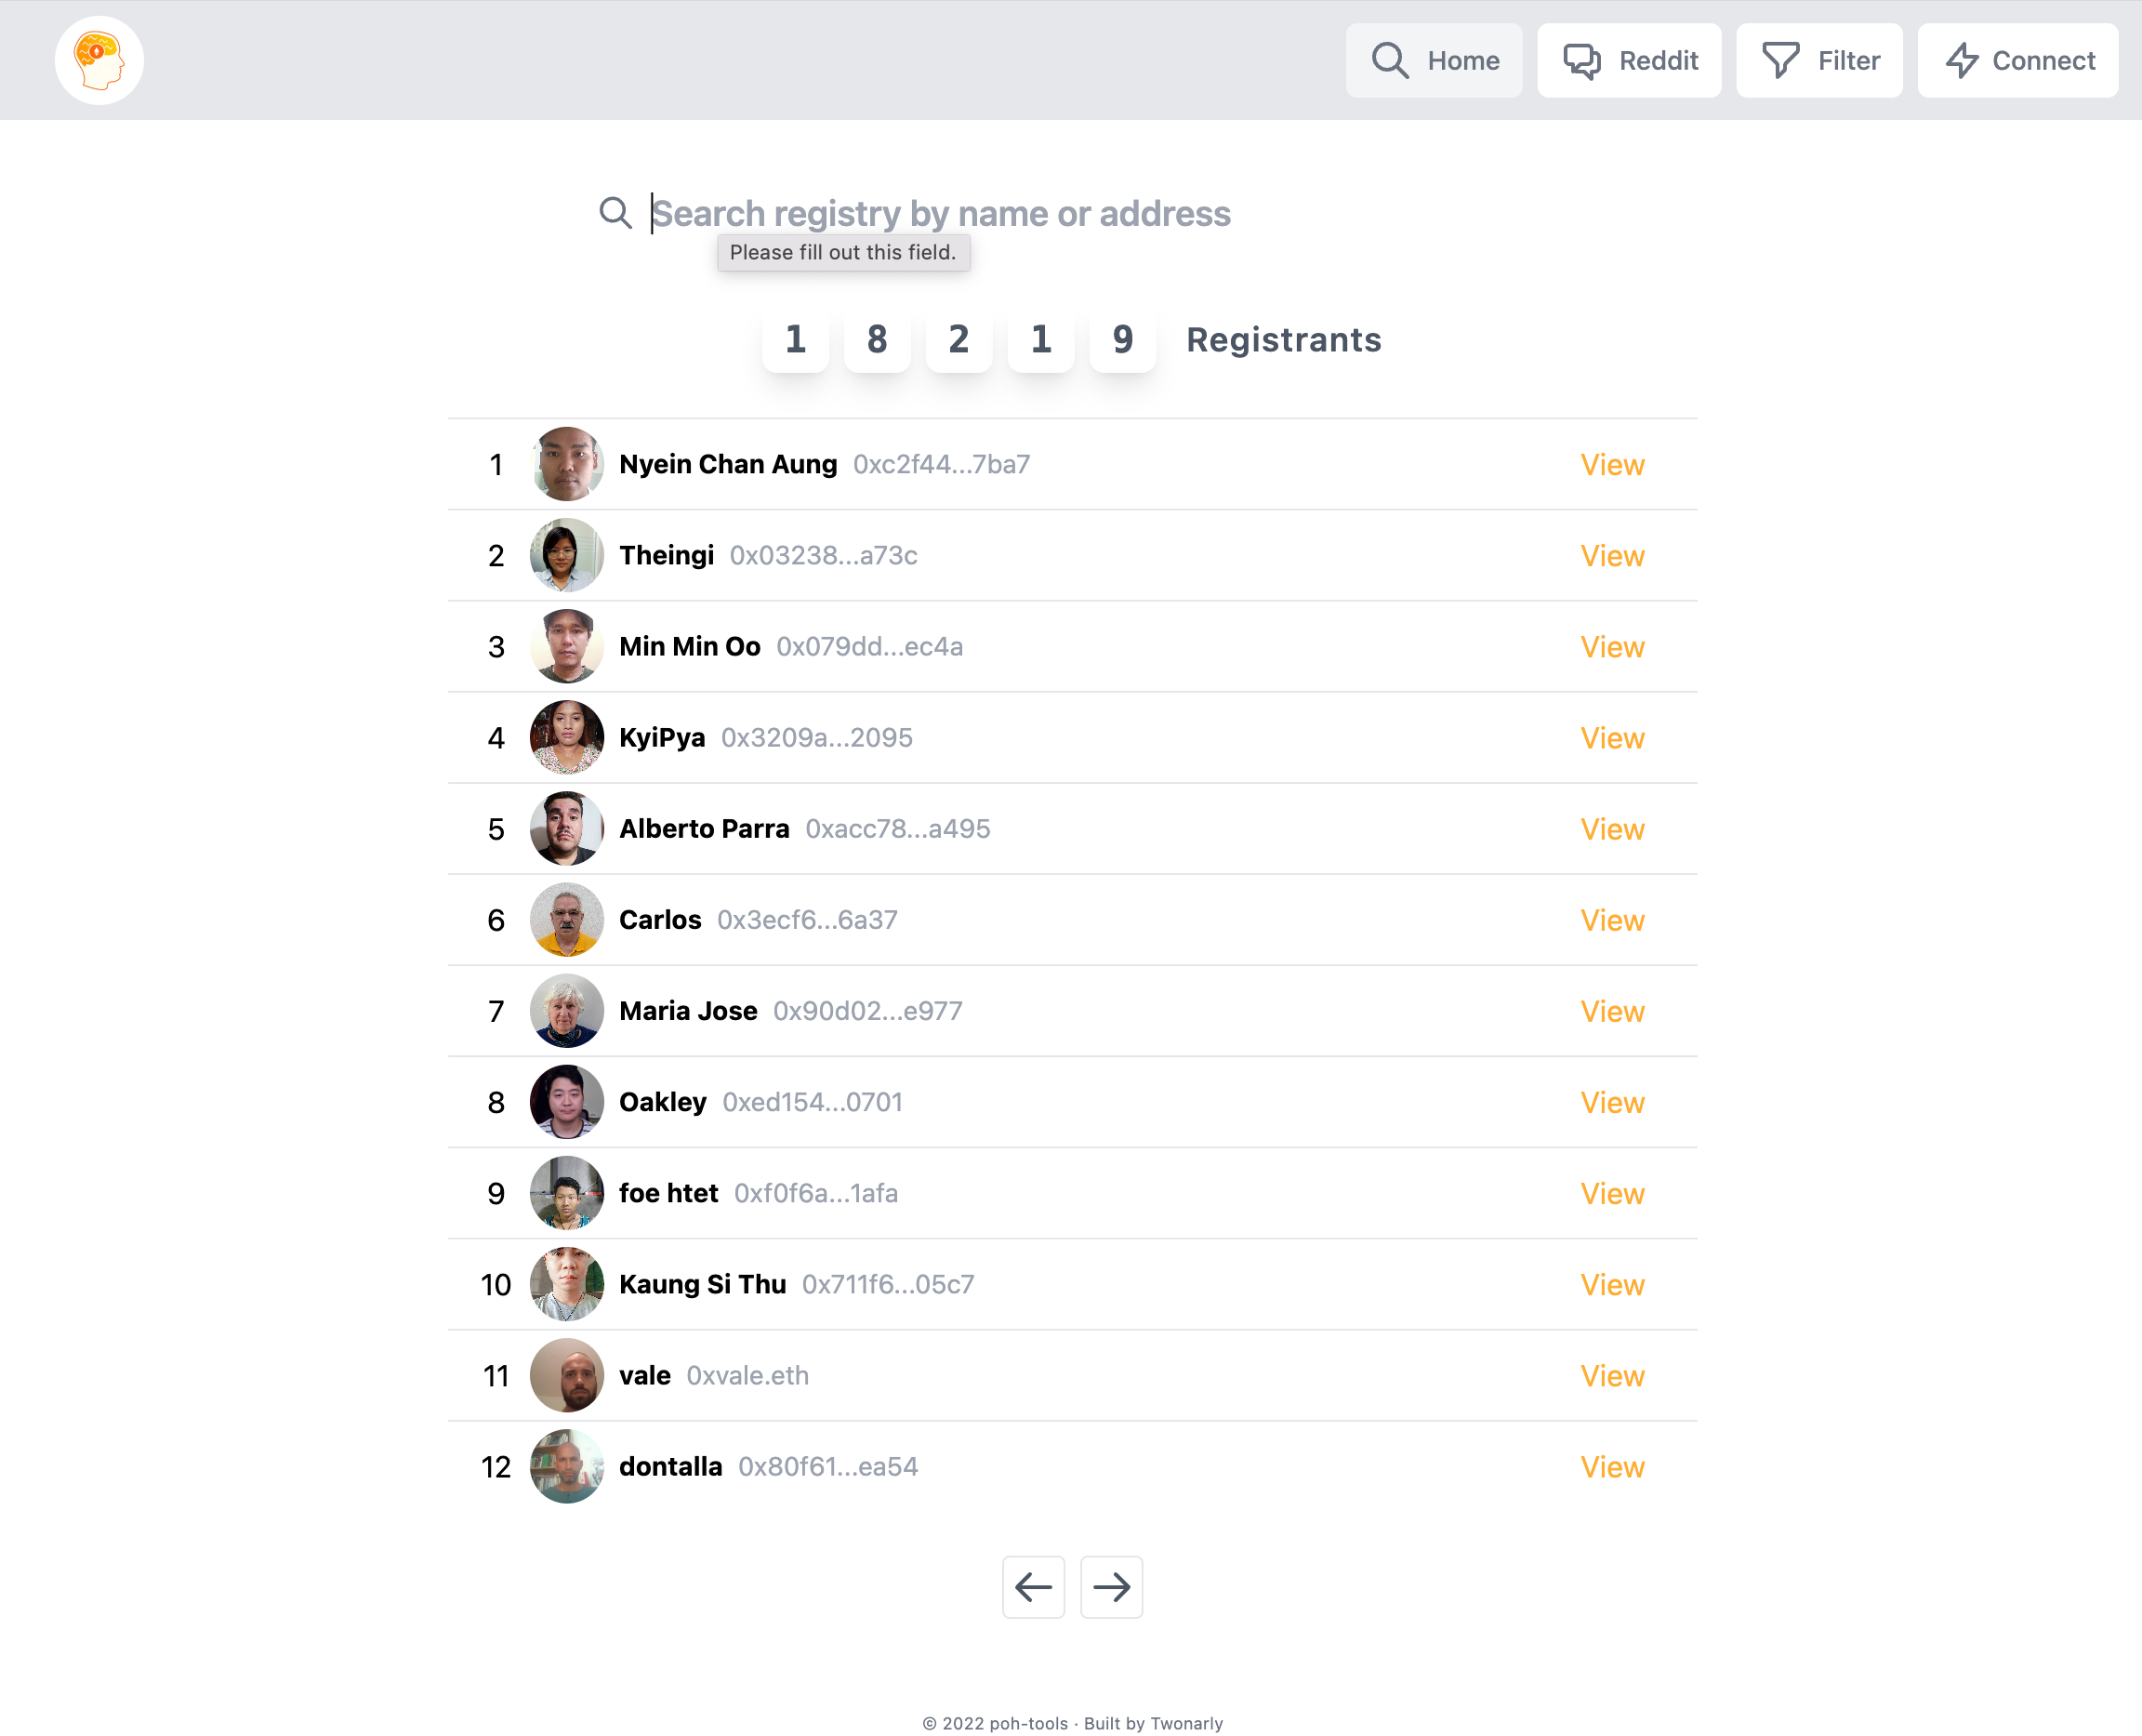 Home Reddit Filter Connect
Search registry by name or address
Please fill out this field.
1 8 2 1 9 Registrants
1 Nyein Chan Aung 0xc2f44...7ba7 View
2 Theingi 0x03238...a73c View
3 Min Min Oo 0x079dd...ec4a View
4 KyiPya 0x3209a...2095 View
5 Alberto Parra 0xacc78...a495 View
6 Carlos 0x3ecf6...6a37 View
7 Maria Jose 0x90d02...e977 View
8 Oakley 0xed154...0701 View
9 foe htet 0xf0f6a...1afa View
10 Kaung Si Thu 0x711f6...05c7 View
11 vale 0xvale.eth View
12 dontalla 0x80f61...ea54 View
© 2022 poh-tools · Built by Twonarly